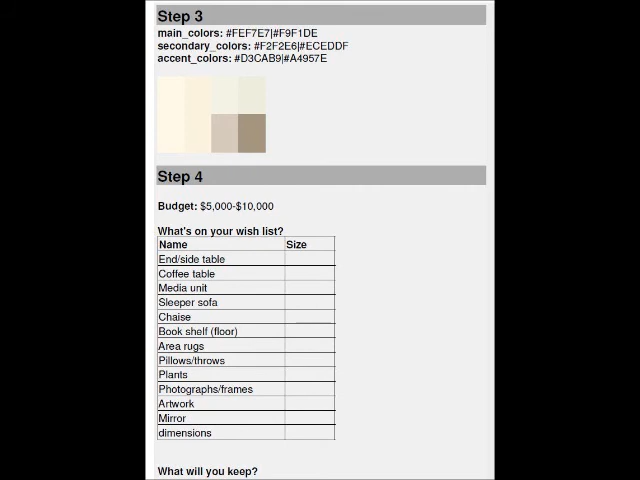 Step 3
main_colors: #FEF7E7|#F9F1DE
secondary_colors: #F2F2E6|#ECEDDF
accent_colors: #D3CAB9|#A4957E
Step 4
Budget: $5,000-$10,000
What's on your wish list?
Name Size
End/side table
Coffee table
Media unit
Sleeper sofa
Chaise
Book shelf (floor)
Area rugs
Pillows/throws
Plants
Photographs/frames
Artwork
Mirror
dimensions
What will you keep?